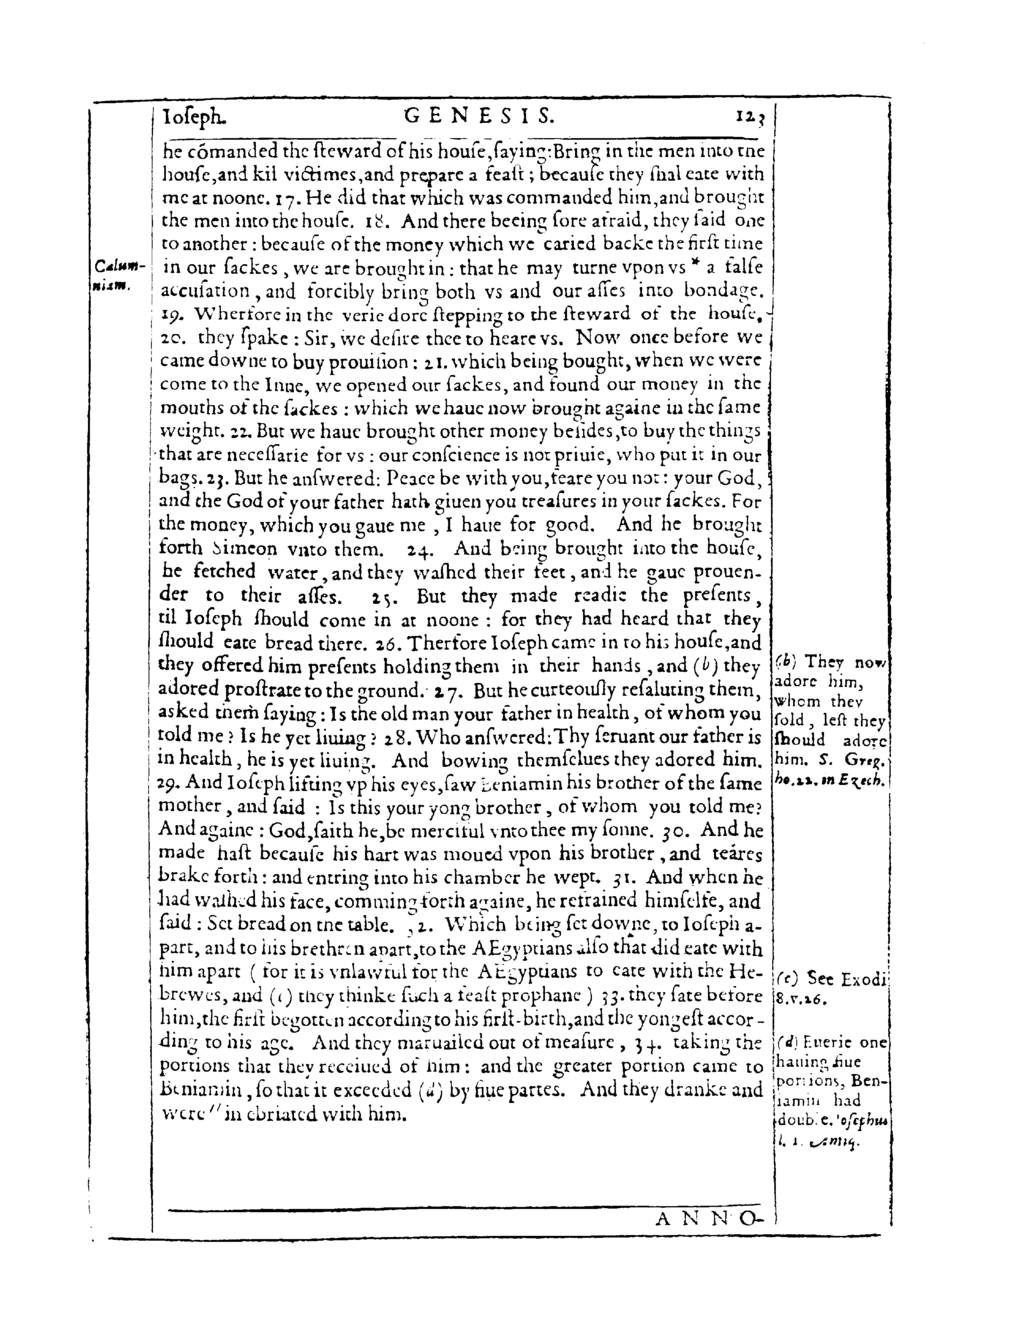 Ioſeph. GENESIS. 123
he cõmanded the ſteward of his houſe,ſaying:Bring in the men into the
houſe,and kil victimes,and prepare a feaſt; becauſe they ſhal eate with
me at noone. 17. He did that which was commanded him,and brought
the men into the houſe. 18. And there beeing ſore afraid, they ſaid one
to another: becauſe of the money which we caried backe the firſt time
in our ſackes, we are brought in: that he may turne vpon vs * a falſe
accuſation, and forcibly bring both vs and our aſſes into bondage.
19. Wherfore in the verie dore ſtepping to the ſteward of the houſe,
20. they ſpake: Sir, we deſire thee to heare vs. Now once before we
came downe to buy prouiſion: 21. which being bought, when we were
come to the Inne, we opened our ſackes, and found our money in the
mouths of the ſackes: which we haue now brought againe in the ſame
weight. 22. But we haue brought other money beſides,to buy the things
that are neceſſarie for vs: our conſcience is not priuie, who put it in our
bags. 23. But he anſwered: Peace be with you,feare you not: your God,
and the God of your father hath giuen you treaſures in your ſackes. For
the money, which you gaue me, I haue for good. And he brought
forth Simeon vnto them. 24. And being brought into the houſe,
he fetched water, and they waſhed their feet, and he gaue prouen-
der to their aſſes. 25. But they made readie the preſents,
til Ioſeph ſhould come in at noone: for they had heard that they
ſhould eate bread there. 26. Therfore Ioſeph came in to his houſe,and
they offered him preſents holding them in their hands, and (b) they
adored proſtrate to the ground. 27. But he curteouſly reſaluting them,
asked them ſaying: Is the old man your father in health, of whom you
told me? Is he yet liuing? 28. Who anſwered:Thy ſeruant our father is
in health, he is yet liuing. And bowing themſelues they adored him.
29. And Ioſeph lifting vp his eyes,ſaw Beniamin his brother of the ſame
mother, and ſaid: Is this your yong brother, of whom you told me?
And againe: God,ſaith he,be merciful vnto thee my ſonne. 30. And he
made haſt becauſe his hart was moued vpon his brother, and teares
brake forth: and entring into his chamber he wept. 31. And when he
had waſhed his face, comming forth againe, he refrained himſelfe, and
ſaid: Set bread on the table. 32. Which being ſet downe, to Ioſeph a-
part, and to his brethren apart,to the AEgyptians alſo that did eate with
him apart (for it is vnlawful for the AEgyptians to eate with the He-
brewes, and (c) they thinke ſuch a feaſt prophane) 33. they ſate before
him,the firſt begotten according to his firſt-birth,and the yongeſt accor-
ding to his age. And they maruailed out of meaſure, 34. taking the
portions that they receiued of him: and the greater portion came to
Beniamin, ſo that it exceeded (d) by fiue partes. And they dranke and
were " in ebriated with him.
Calum-
niam.
(b) They now
adore him,
whom they
ſold, leſt they
ſhould adore
him. S. Greg.
ho.22. in Ezech.
(c) See Exodi
8.v.26.
(d) Euerie one
hauing fiue
portions, Ben-
iamin had
double. Ioſephus
l. 1. Antiq.
ANNO-